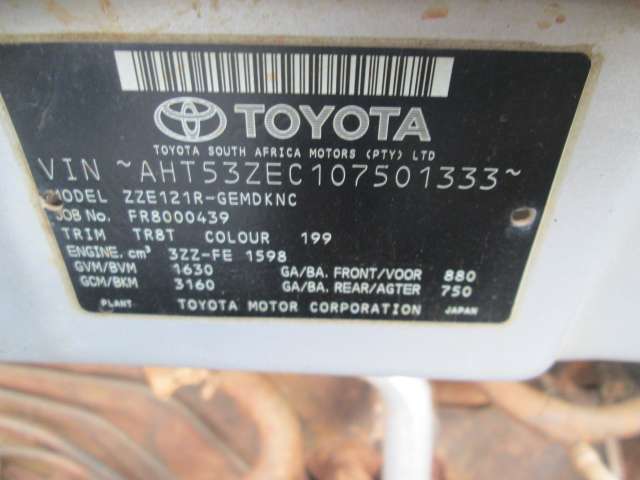 TOYOTA
TOYOTA SOUTH AFRICA MOTORS (PTY) LTD
VIN ~AHT53ZEC107501333~
MODEL ZZE121R-GEMDKNC
JOB No. FR8000439
TRIM TR8T COLOUR 199
ENGINE. cm³ 3ZZ-FE 1598
GVM/BVM 1630 GA/BA. FRONT/VOOR 880
GCM/BKM 3160 GA/BA. REAR/AGTER 750
PLANT. TOYOTA MOTOR CORPORATION JAPAN